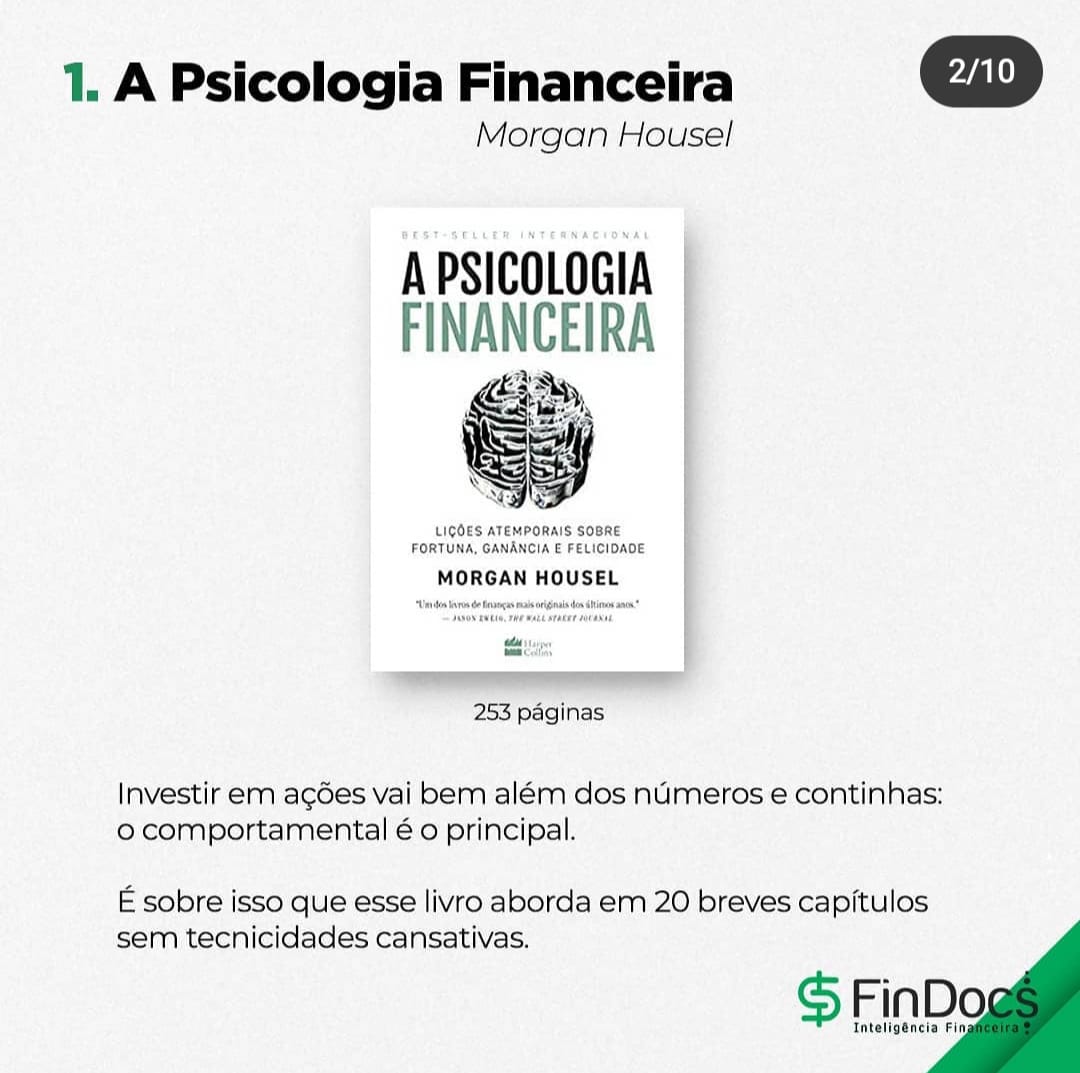 1. A Psicologia Financeira
2/10
Morgan Housel
BEST-SELLER INTERNACIONAL
A PSICOLOGIA
FINANCEIRA
LIÇÕES ATEMPORAIS SOBRE
FORTUNA, GANÂNCIA E FELICIDADE
MORGAN HOUSEL
"Um dos livros de finanças mais originais dos últimos anos."
— JASON ZWEIG, THE WALL STREET JOURNAL
Harper
Collins
253 páginas
Investir em ações vai bem além dos números e continhas:
o comportamental é o principal.
É sobre isso que esse livro aborda em 20 breves capítulos
sem tecnicidades cansativas.
FinDocs
Inteligência Financeira